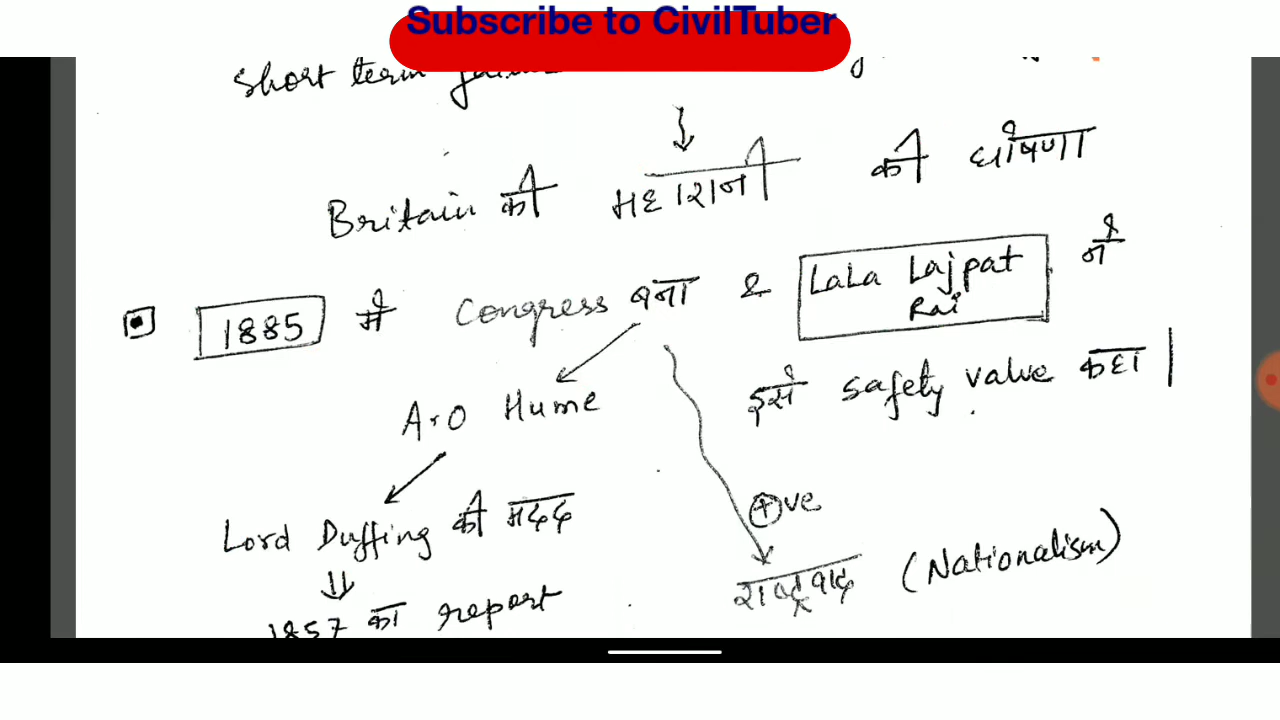 Subscribe to CivilTuber
Short term
Britain की महारानी की घोषणा
1885 में Congress बना & LaLa Lajpat Rai ने
इसे safety valve कहा |
A.O Hume
Lord Duffing की मदद
⊕ve
राष्ट्रवाद (Nationalism)
1857 का report